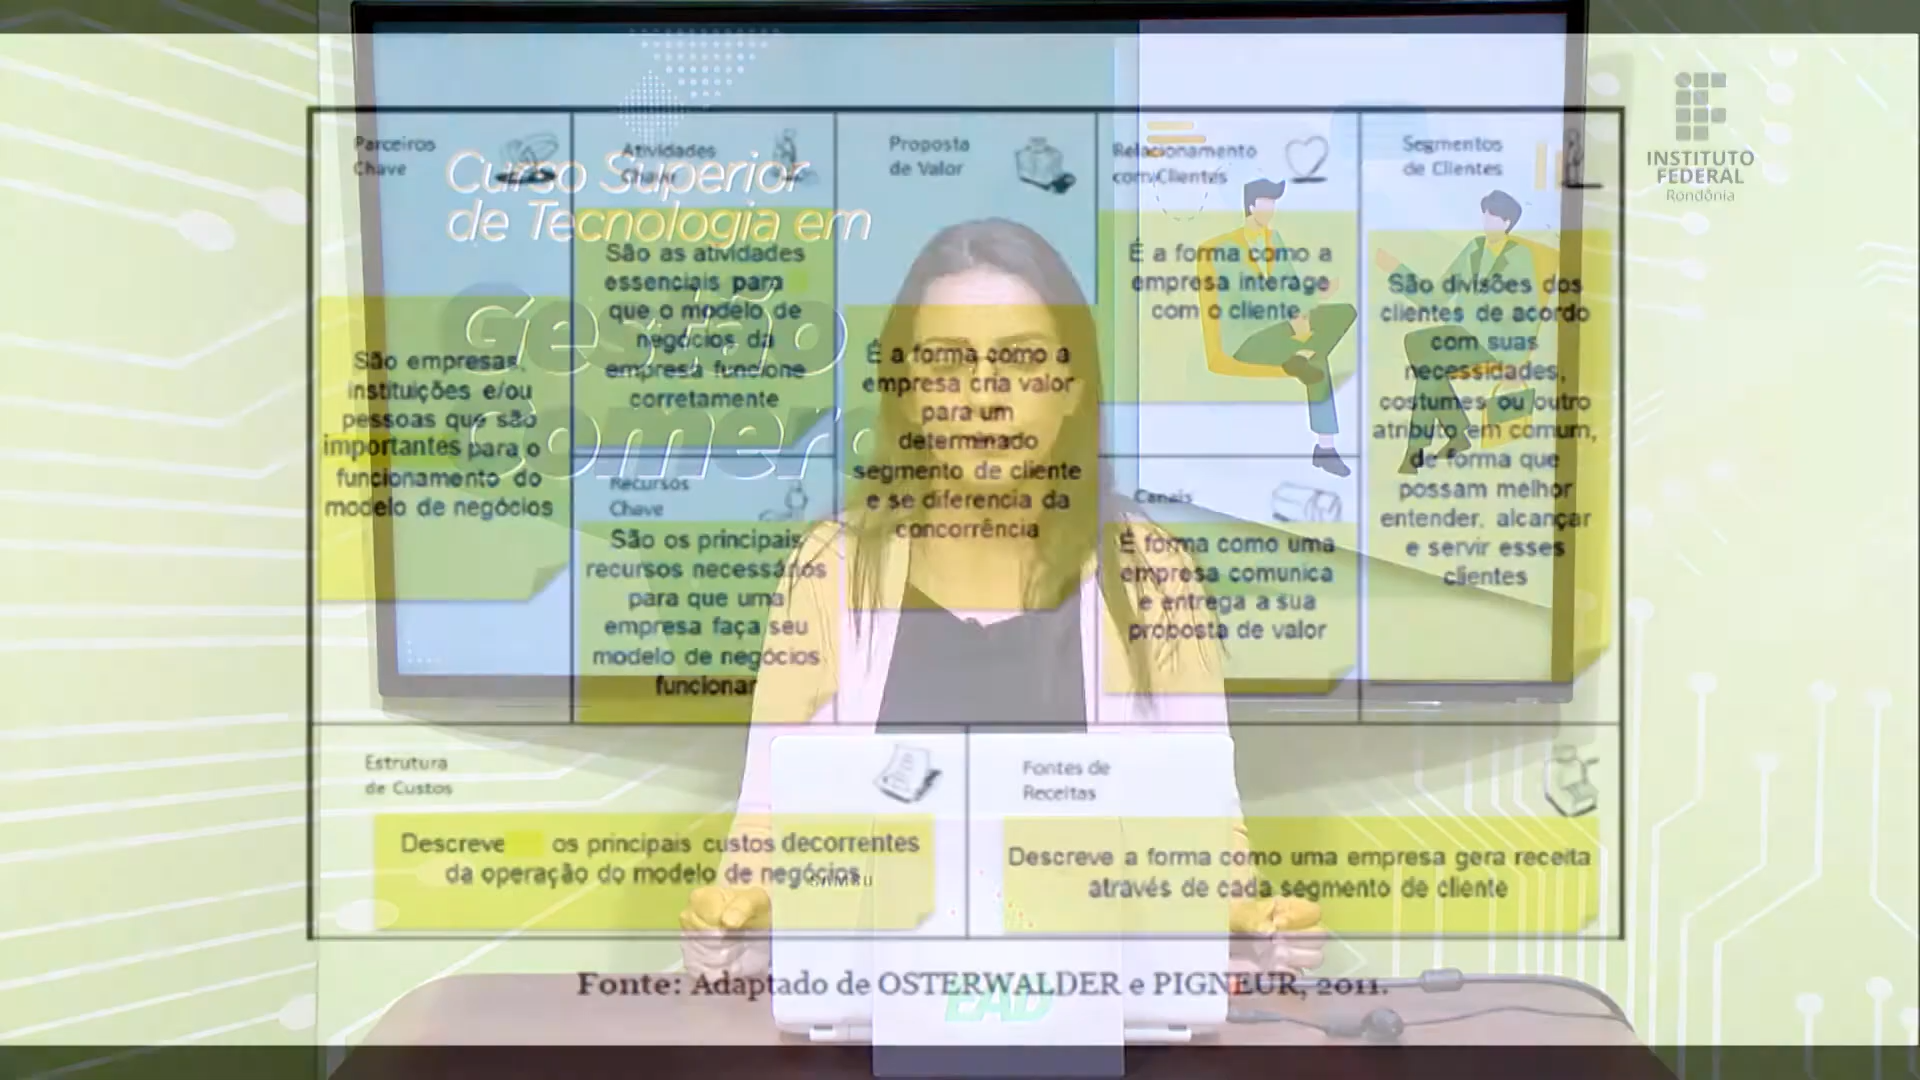 INSTITUTO
FEDERAL
Rondônia
Curso Superior
de Tecnologia em
Gestão
Parceiros
Chave
São empresas,
instituições e/ou
pessoas que são
importantes para o
funcionamento do
modelo de negócios
Atividades
Chave
São as atividades
essenciais para
que o modelo de
negócios da
empresa funcione
corretamente
Recursos
Chave
São os principais
recursos necessários
para que uma
empresa faça seu
modelo de negócios
funcionar
Proposta
de Valor
É a forma como a
empresa cria valor
para um
determinado
segmento de cliente
e se diferencia da
concorrência
Relacionamento
com Clientes
É a forma como a
empresa interage
com o cliente.
Canais
É forma como uma
empresa comunica
e entrega a sua
proposta de valor
Segmentos
de Clientes
São divisões dos
clientes de acordo
com suas
necessidades,
costumes ou outro
atributo em comum,
de forma que
possam melhor
entender, alcançar
e servir esses
clientes
Estrutura
de Custos
Descreve os principais custos decorrentes
da operação do modelo de negócios.
Fontes de
Receitas
Descreve a forma como uma empresa gera receita
através de cada segmento de cliente
Fonte: Adaptado de OSTERWALDER e PIGNEUR, 2011.
EAD